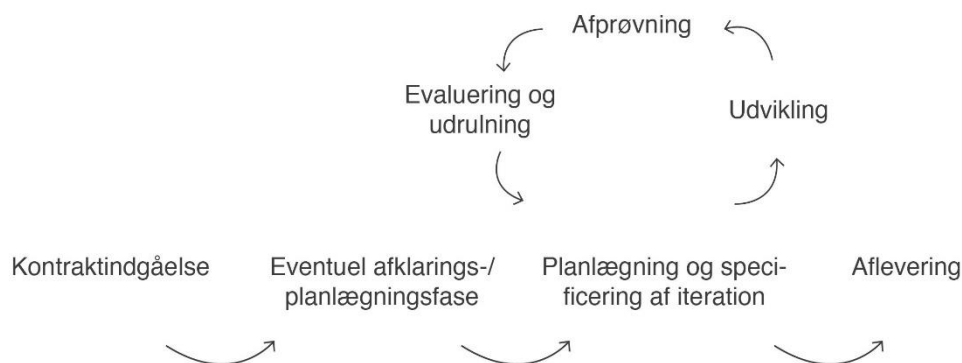 Afprøvning
Evaluering og
udrulning
Udvikling
Kontraktindgåelse
Eventuel afklarings-/
planlægningsfase
Planlægning og speci-
ficering af iteration
Aflevering